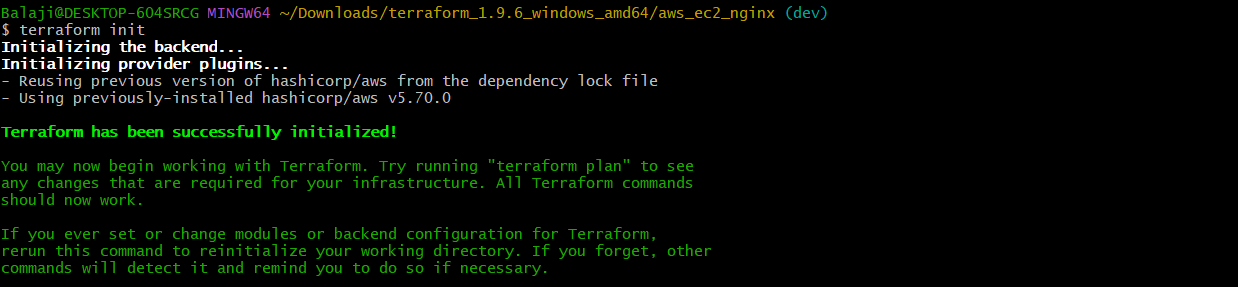 Balaji@DESKTOP-6O4SRCG MINGW64 ~/Downloads/terraform_1.9.6_windows_amd64/aws_ec2_nginx (dev)
$ terraform init
Initializing the backend...
Initializing provider plugins...
- Reusing previous version of hashicorp/aws from the dependency lock file
- Using previously-installed hashicorp/aws v5.70.0
Terraform has been successfully initialized!
You may now begin working with Terraform. Try running "terraform plan" to see
any changes that are required for your infrastructure. All Terraform commands
should now work.
If you ever set or change modules or backend configuration for Terraform,
rerun this command to reinitialize your working directory. If you forget, other
commands will detect it and remind you to do so if necessary.